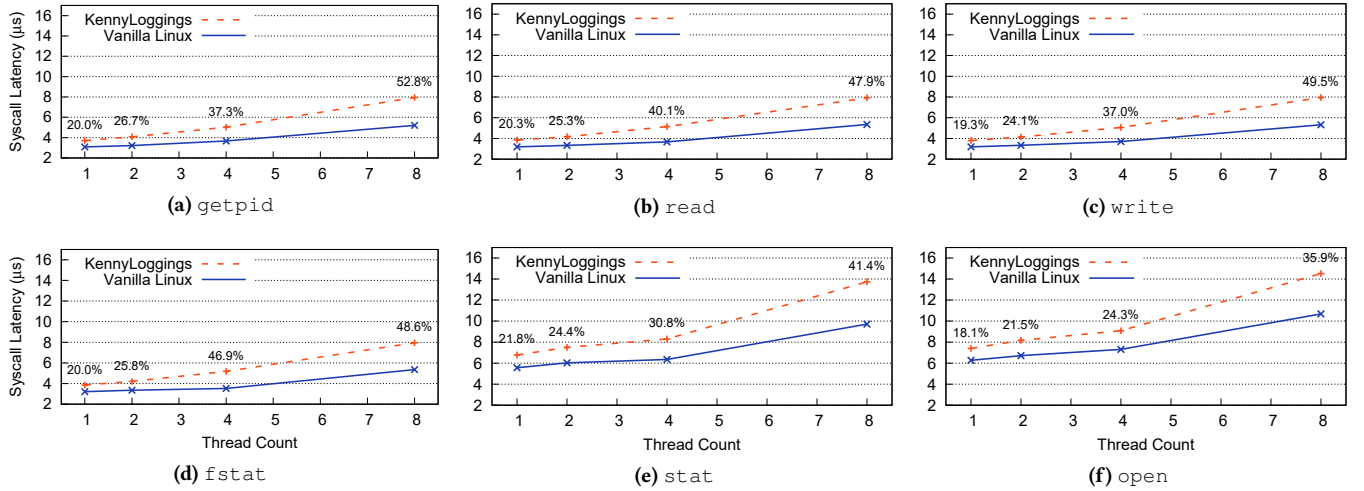 Syscall Latency (µs)
16
14
12
10
8
6
4
2
KennyLoggings
Vanilla Linux
20.0%
26.7%
37.3%
52.8%
1 2 3 4 5 6 7 8
(a) getpid
16
14
12
10
8
6
4
2
KennyLoggings
Vanilla Linux
20.3%
25.3%
40.1%
47.9%
1 2 3 4 5 6 7 8
(b) read
16
14
12
10
8
6
4
2
KennyLoggings
Vanilla Linux
19.3%
24.1%
37.0%
49.5%
1 2 3 4 5 6 7 8
(c) write
Syscall Latency (µs)
16
14
12
10
8
6
4
2
KennyLoggings
Vanilla Linux
20.0%
25.8%
46.9%
48.6%
1 2 3 4 5 6 7 8
Thread Count
(d) fstat
16
14
12
10
8
6
4
2
KennyLoggings
Vanilla Linux
21.8%
24.4%
30.8%
41.4%
1 2 3 4 5 6 7 8
Thread Count
(e) stat
16
14
12
10
8
6
4
2
KennyLoggings
Vanilla Linux
18.1%
21.5%
24.3%
35.9%
1 2 3 4 5 6 7 8
Thread Count
(f) open